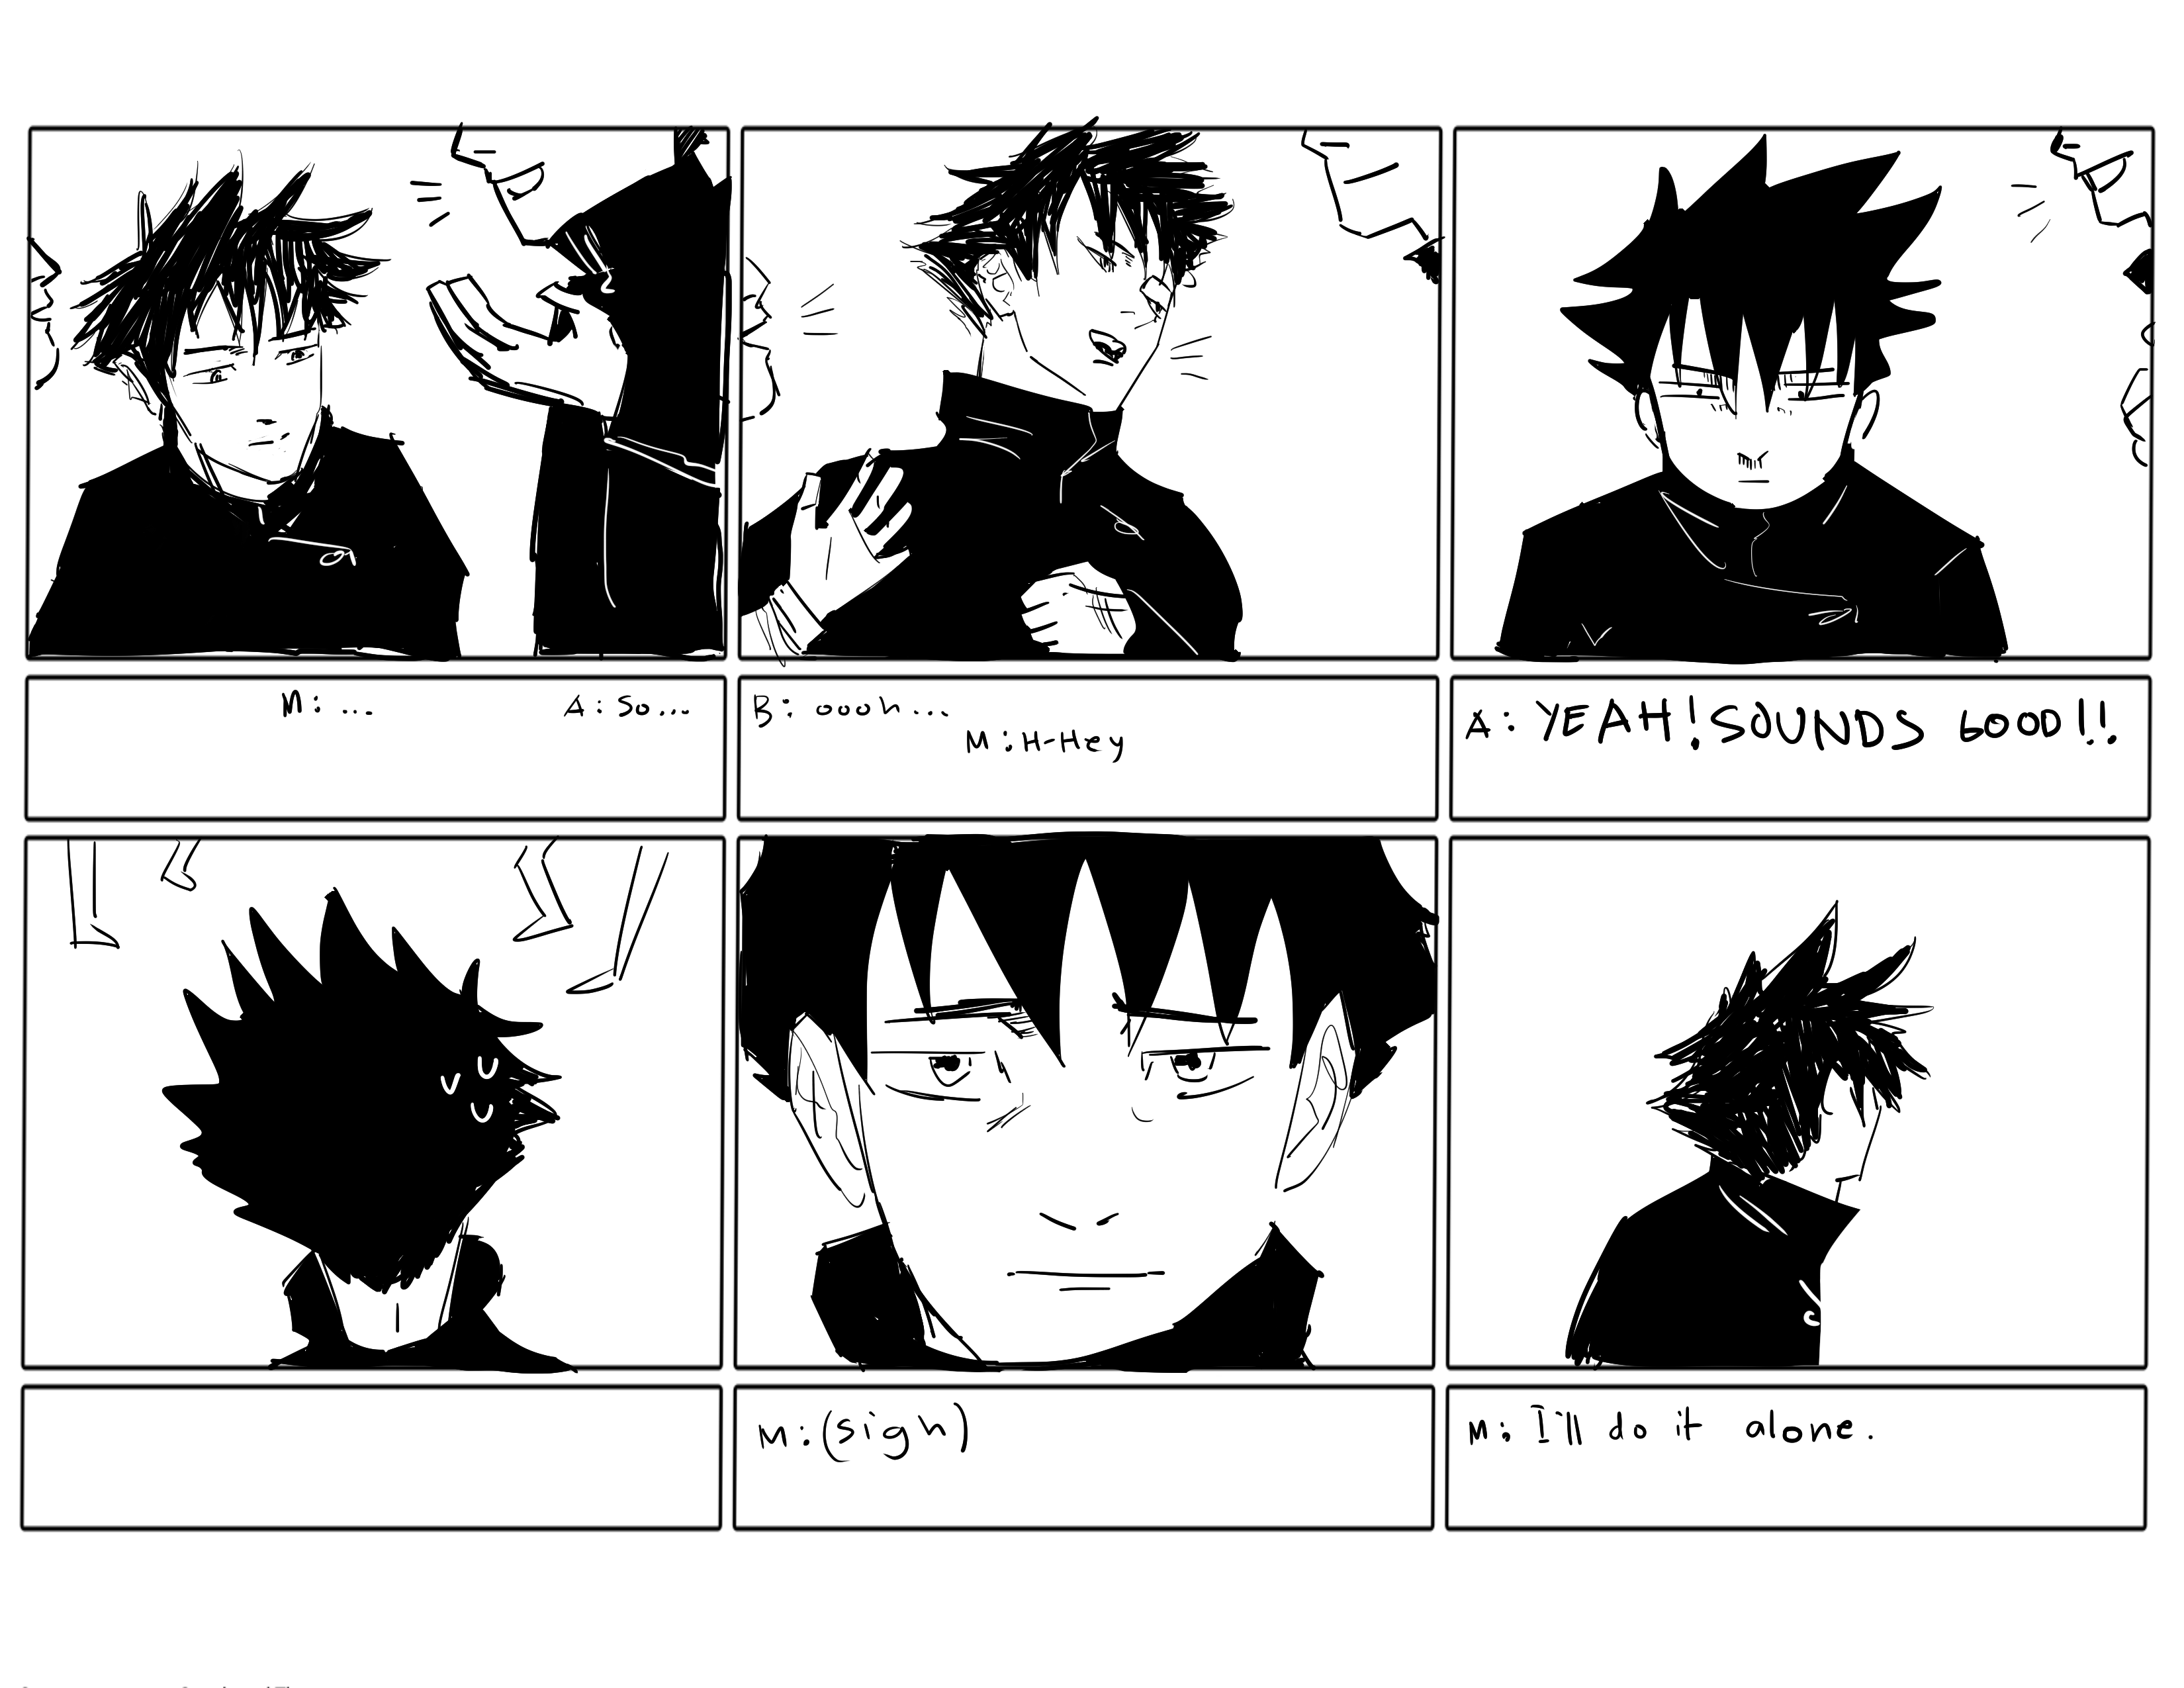 M: ... A: So...
B: oooh...
M: H-Hey
A: YEAH! SOUNDS GOOD!!
M: (sigh)
M: I'll do it alone.